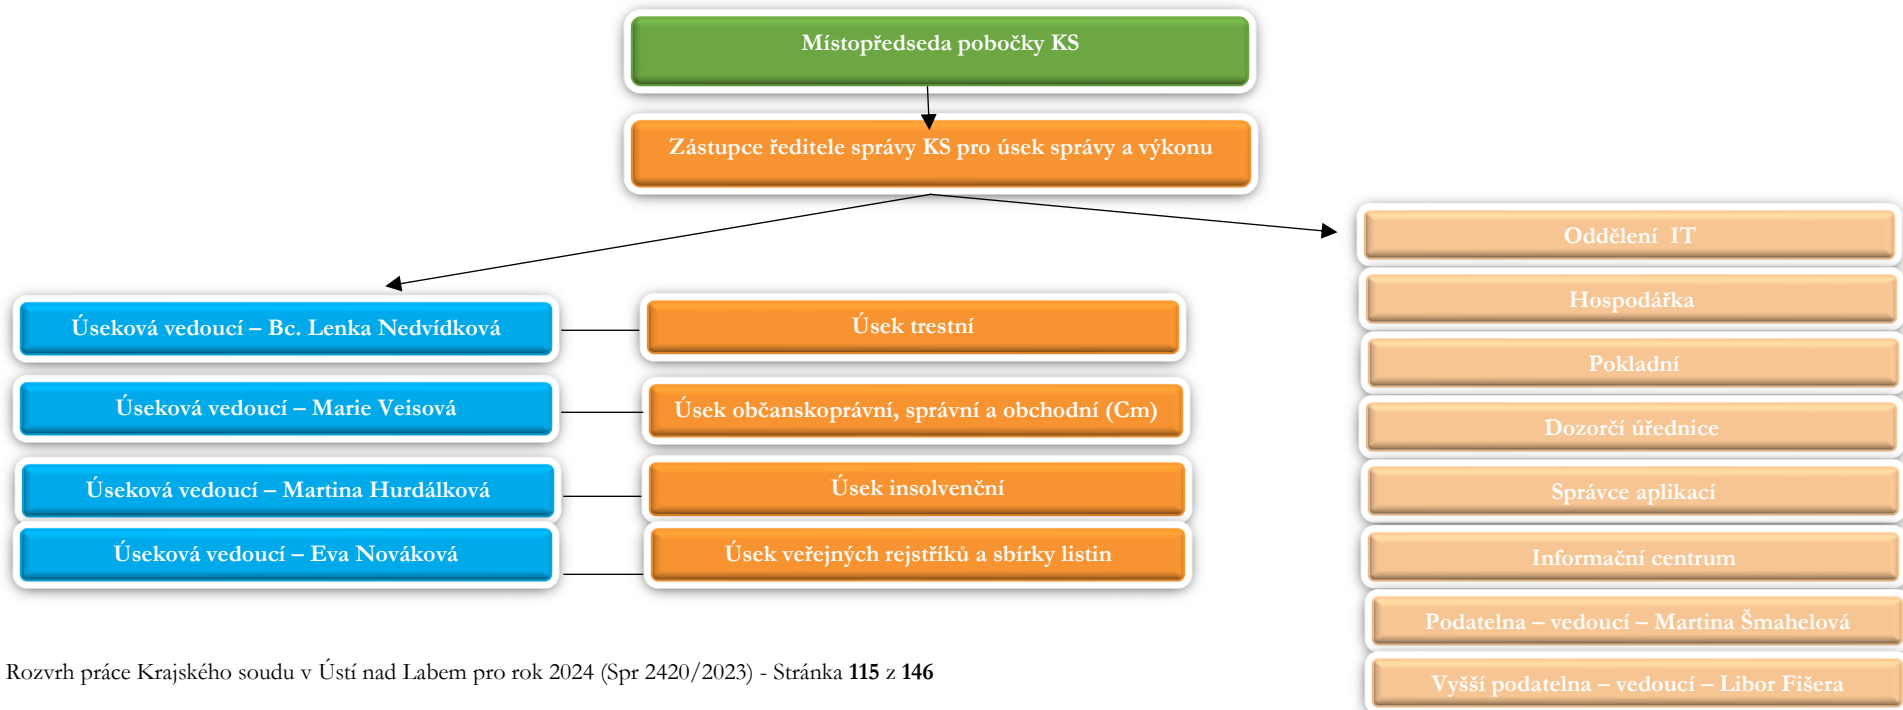 Místopředseda pobočky KS
Zástupce ředitele správy KS pro úsek správy a výkonu
Úseková vedoucí – Bc. Lenka Nedvídková
Úsek trestní
Úseková vedoucí – Marie Veisová
Úsek občanskoprávní, správní a obchodní (Cm)
Úseková vedoucí – Martina Hurdálková
Úsek insolvenční
Úseková vedoucí – Eva Nováková
Úsek veřejných rejstříků a sbírky listin
Oddělení IT
Hospodářka
Pokladní
Dozorčí úřednice
Správce aplikací
Informační centrum
Podatelna – vedoucí – Martina Šmahelová
Vyšší podatelna – vedoucí – Libor Fišera
Rozvrh práce Krajského soudu v Ústí nad Labem pro rok 2024 (Spr 2420/2023) - Stránka 115 z 146